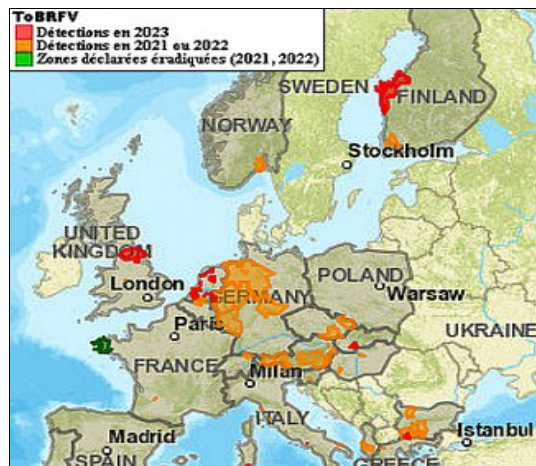 ToBRFV
Détections en 2023
Détections en 2021 ou 2022
Zones déclarées éradiquées (2021, 2022)
SWEDEN
FINLAND
NORWAY
Stockholm
UNITED
KINGDOM
London
POLAND
GERMANY
Warsaw
Paris
UKRAINE
FRANCE
Milan
ITALY
Istanbul
Madrid
GREECE
SPAIN